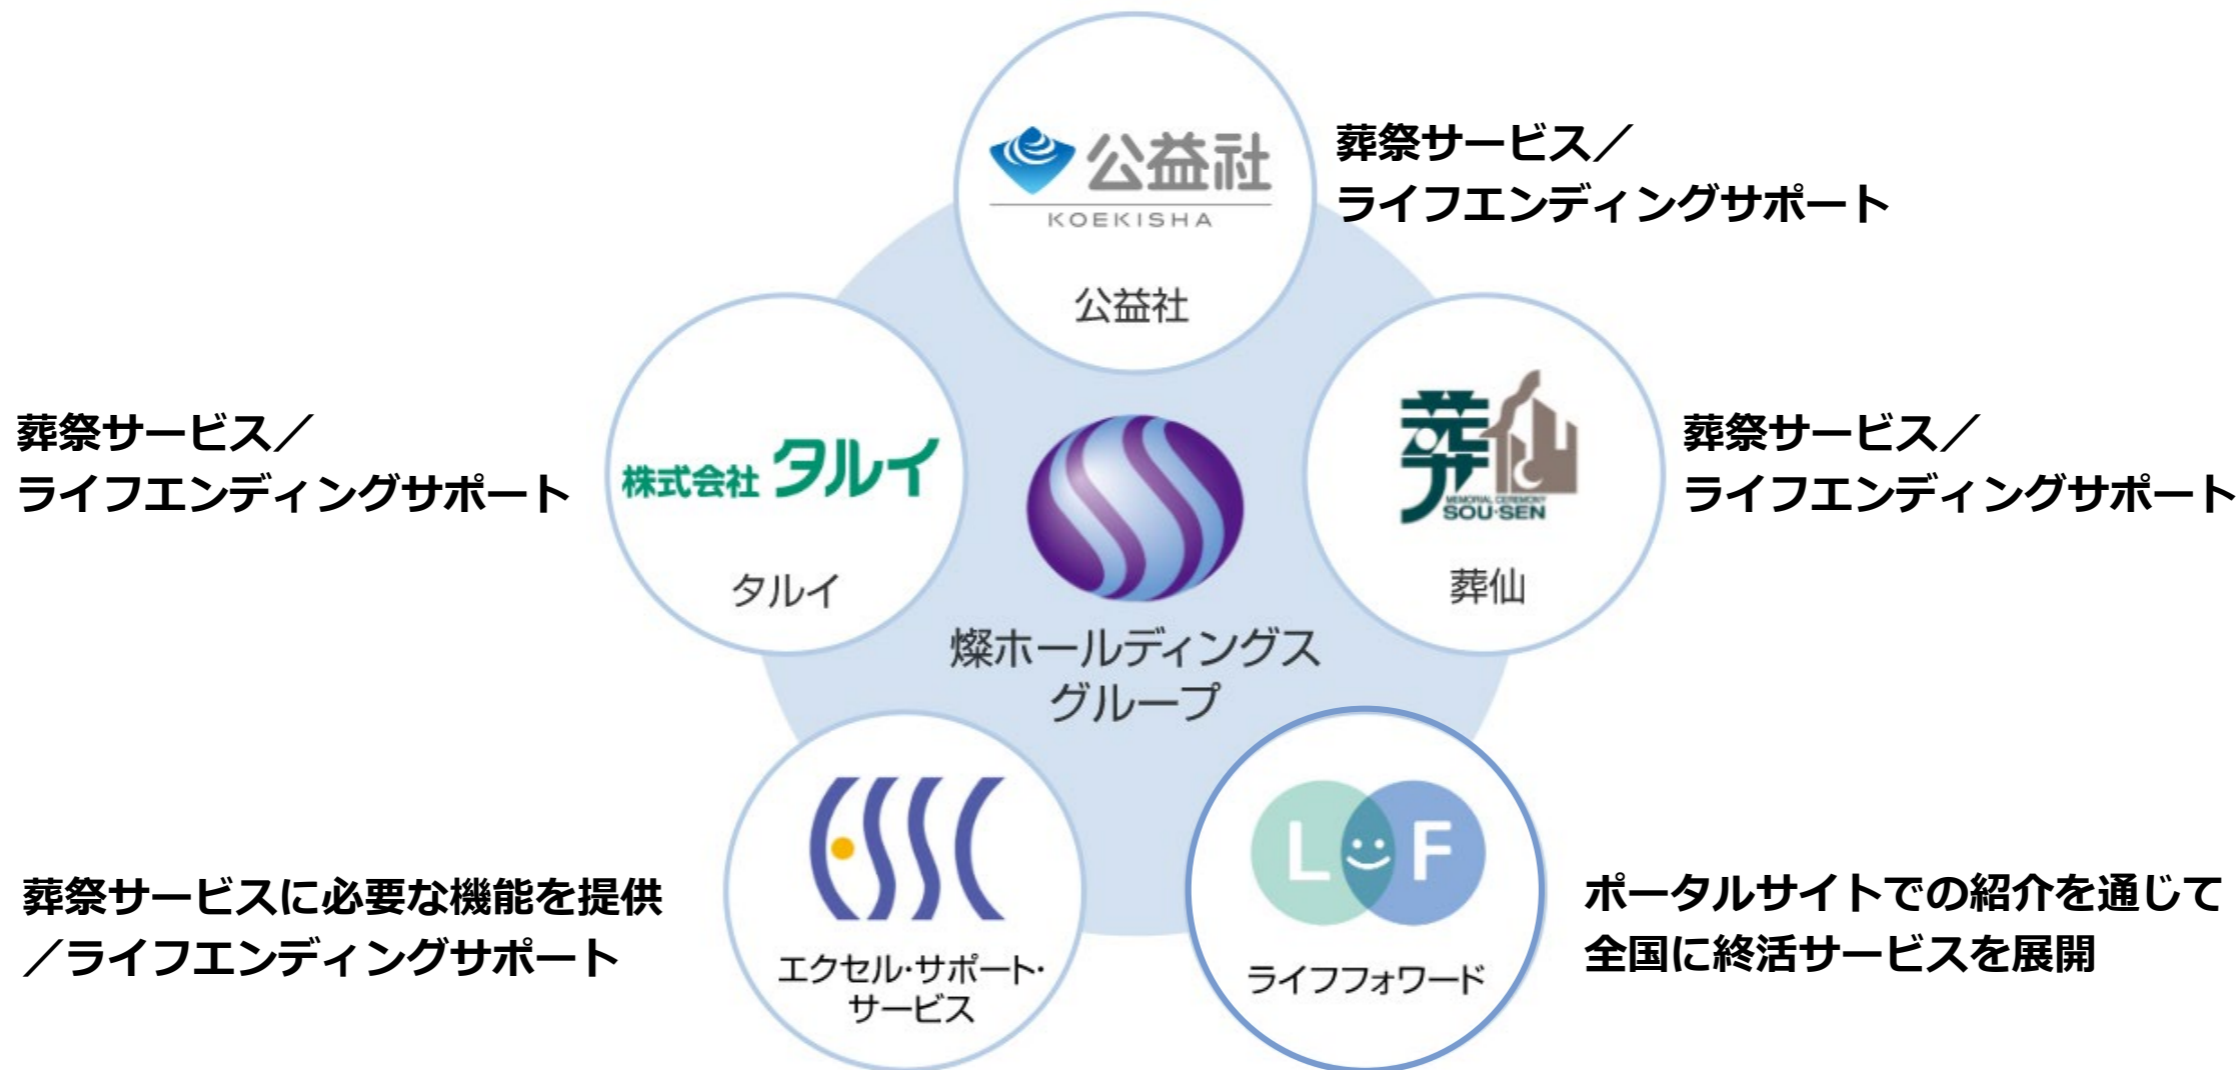 公益社
KOEKISHA
公益社
葬祭サービス／
ライフエンディングサポート
葬祭サービス／
ライフエンディングサポート
株式会社 タルイ
タルイ
葬仙
MEMORIAL CEREMONY
SOU·SEN
葬仙
葬祭サービス／
ライフエンディングサポート
燦ホールディングス
グループ
葬祭サービスに必要な機能を提供
／ライフエンディングサポート
ESSC
エクセル･サポート･
サービス
L F
ライフフォワード
ポータルサイトでの紹介を通じて
全国に終活サービスを展開